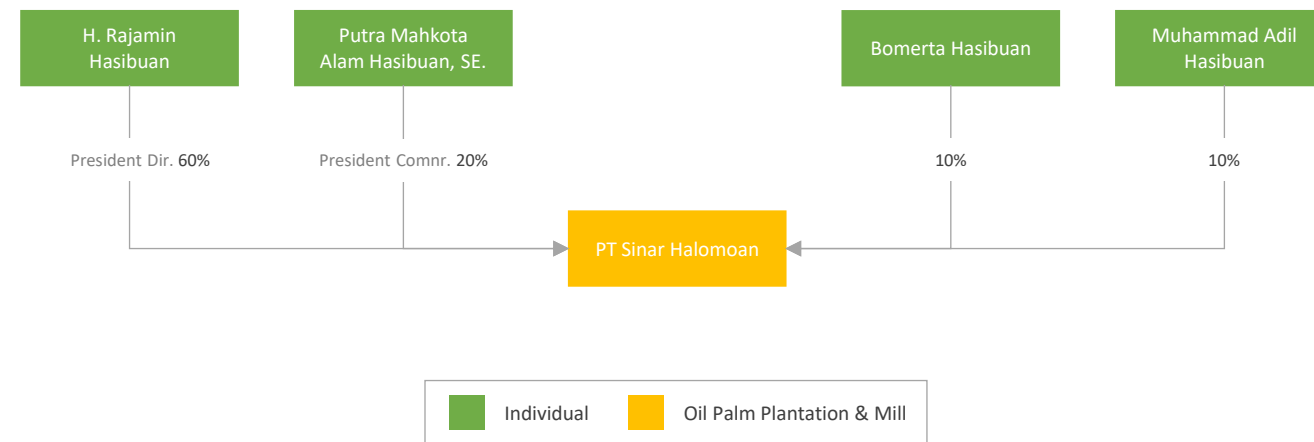 H. Rajamin
Hasibuan
Putra Mahkota
Alam Hasibuan, SE.
Bomerta Hasibuan
Muhammad Adil
Hasibuan
President Dir. 60%
President Comnr. 20%
10%
10%
PT Sinar Halomoan
Individual
Oil Palm Plantation & Mill